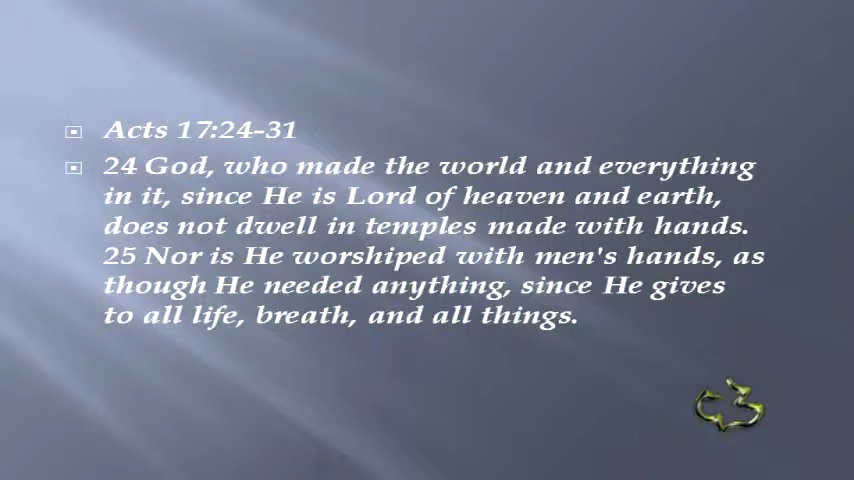 Acts 17:24-31
24 God, who made the world and everything
in it, since He is Lord of heaven and earth,
does not dwell in temples made with hands.
25 Nor is He worshiped with men's hands, as
though He needed anything, since He gives
to all life, breath, and all things.